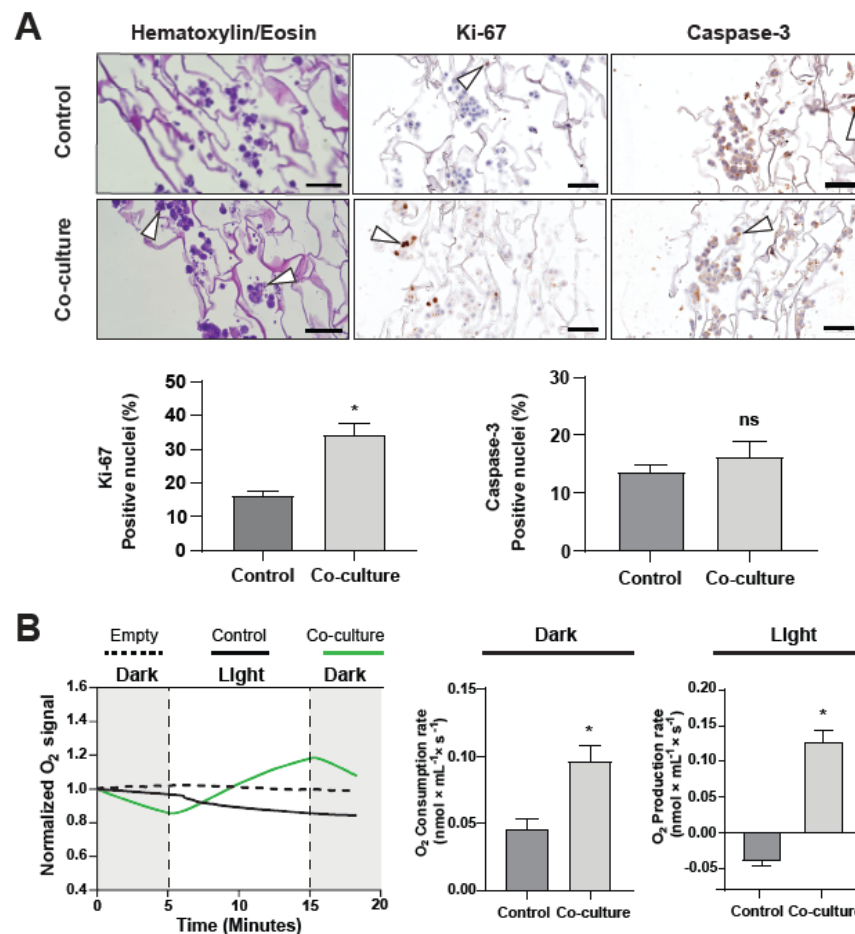 A
Hematoxylin/Eosin Ki-67 Caspase-3
Control
Co-culture
Ki-67
Positive nuclei (%)
50
40
30
20
10
0
*
Control Co-culture
Caspase-3
Positive nuclei (%)
30
20
10
0
ns
Control Co-culture
B
Empty Control Co-culture
Dark LIght Dark
Normalized O2 signal
1.6
1.4
1.2
1.0
0.8
0.6
0.4
0 5 10 15 20
Time (Minutes)
Dark
O2 Consumption rate
(nmol × mL-1× s-1)
0.15
0.10
0.05
0.00
*
Control Co-culture
LIght
O2 Production rate
(nmol × mL-1 × s-1)
0.20
0.15
0.10
0.05
0.00
-0.05
*
Control Co-culture